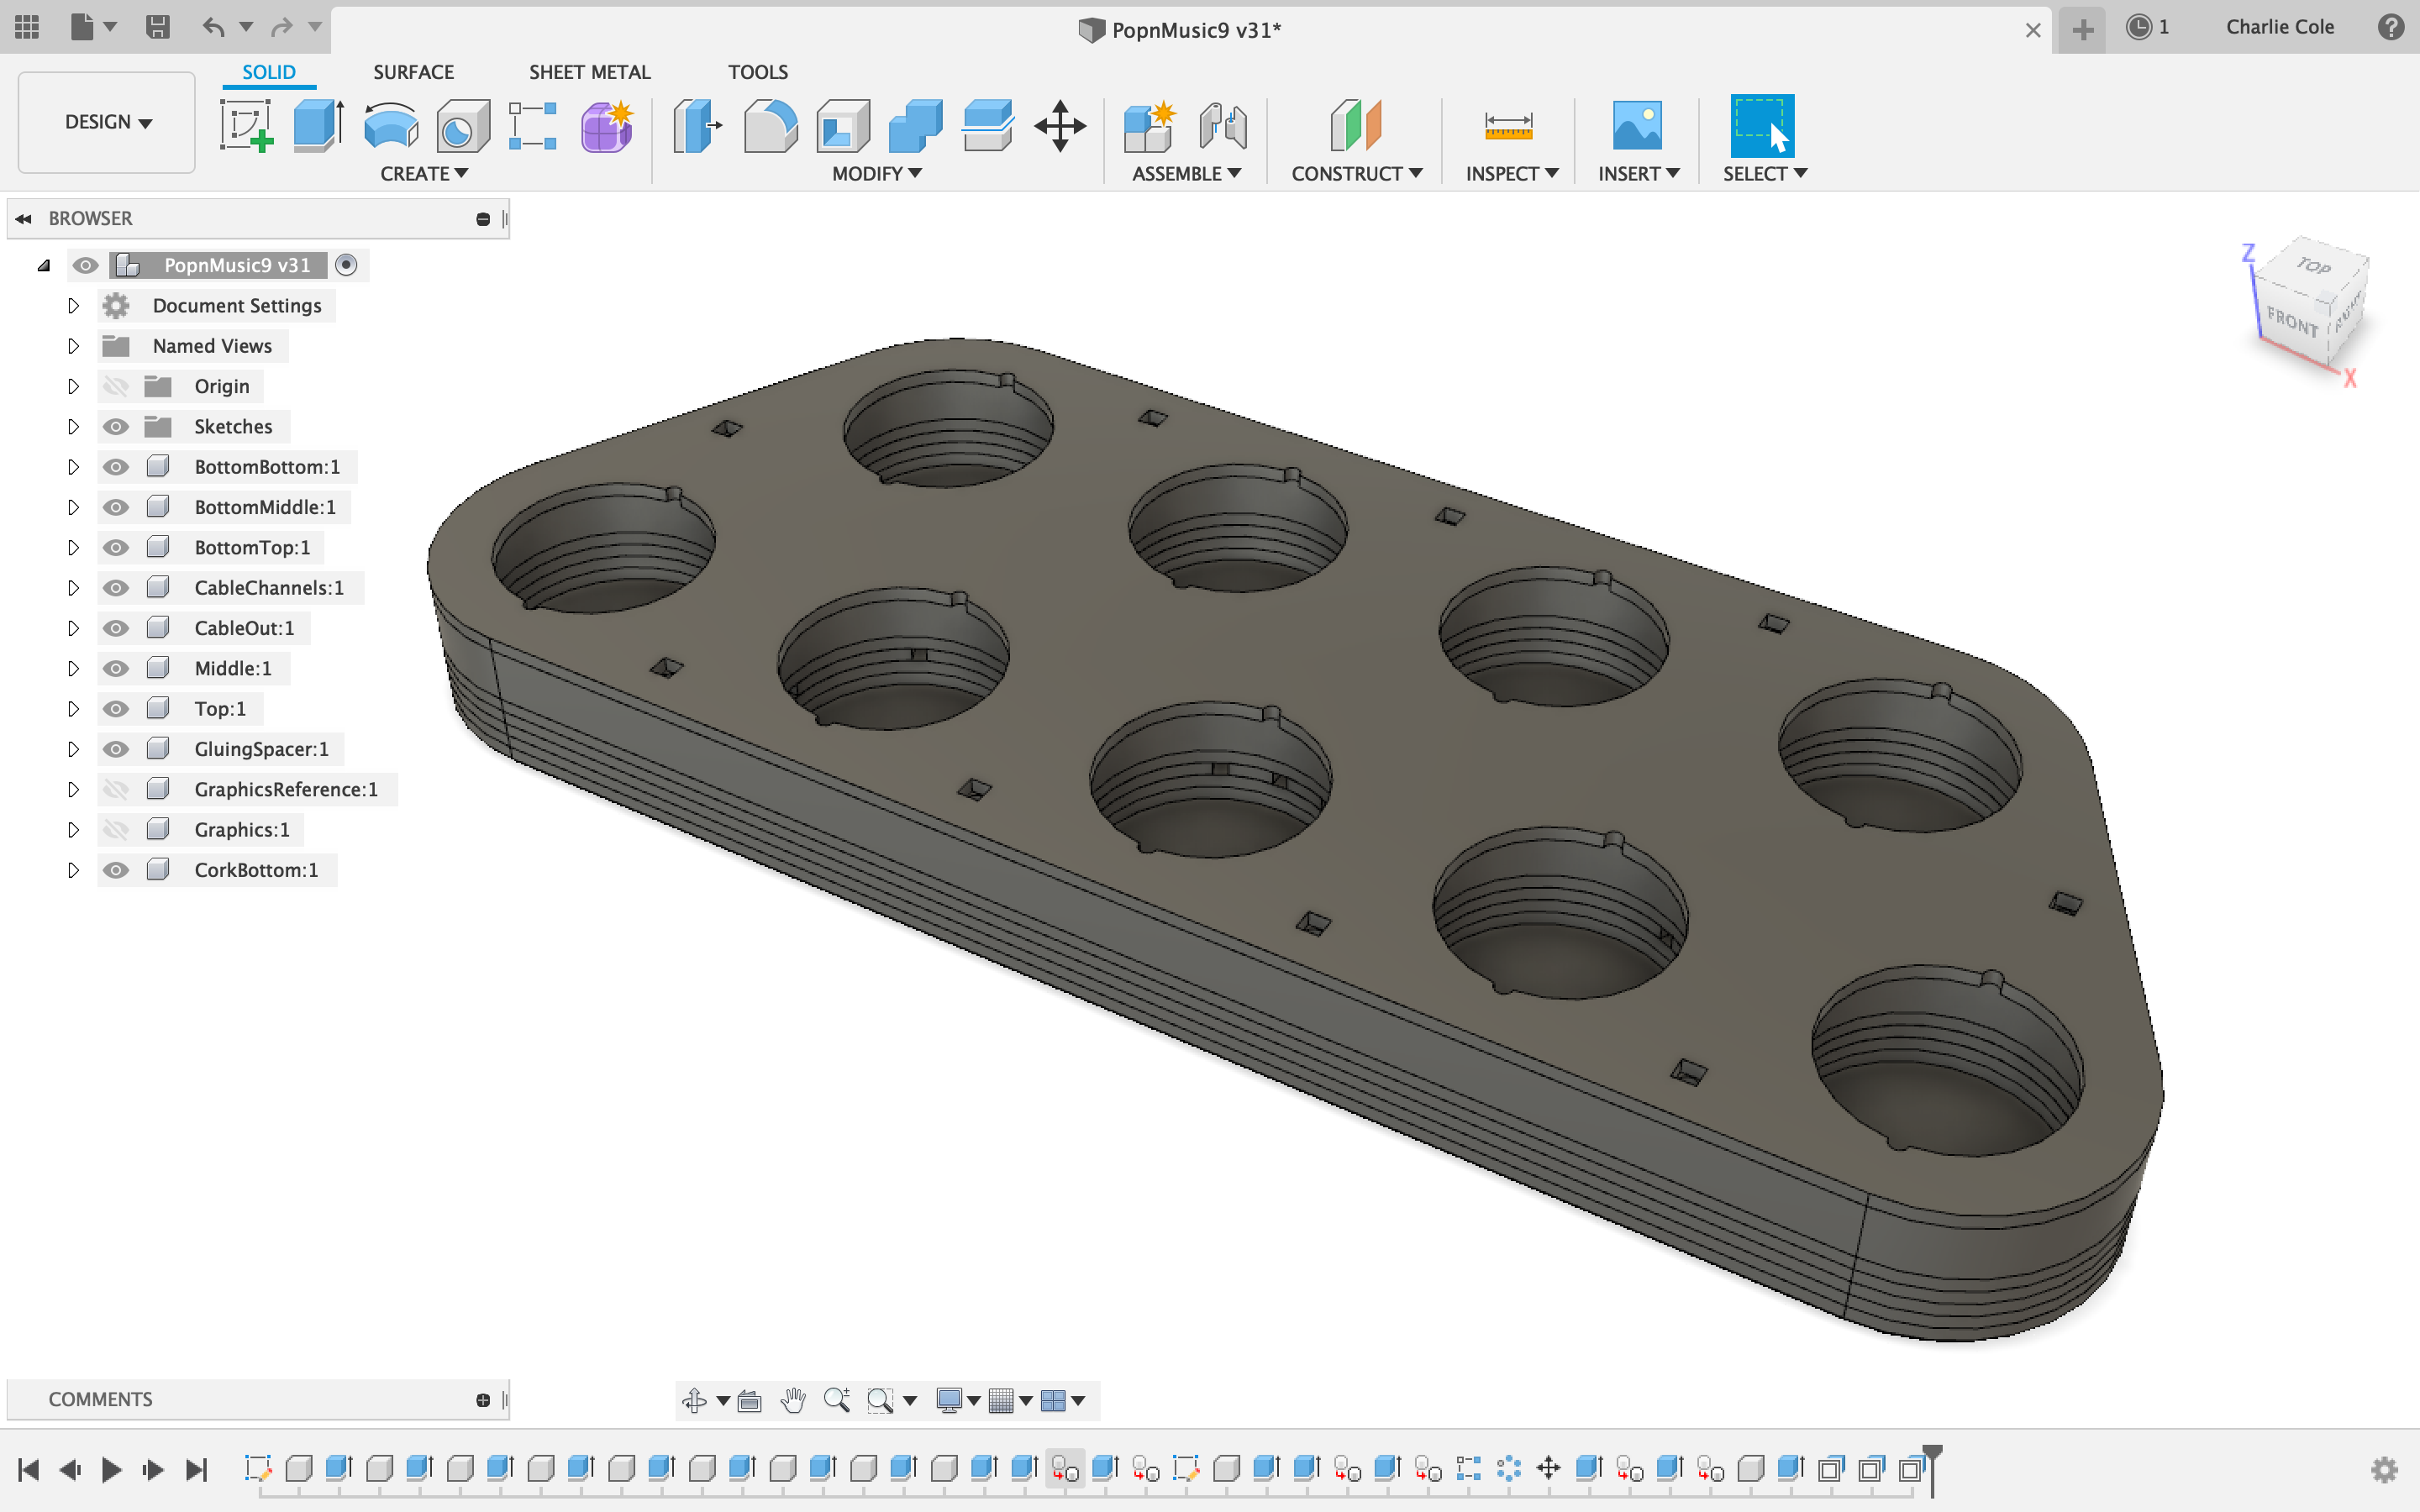 PopnMusic9 v31*
1
Charlie Cole
?
DESIGN
SOLID
SURFACE
SHEET METAL
TOOLS
CREATE
MODIFY
ASSEMBLE
CONSTRUCT
INSPECT
INSERT
SELECT
BROWSER
PopnMusic9 v31
Document Settings
Named Views
Origin
Sketches
BottomBottom:1
BottomMiddle:1
BottomTop:1
CableChannels:1
CableOut:1
Middle:1
Top:1
GluingSpacer:1
GraphicsReference:1
Graphics:1
CorkBottom:1
Z
TOP
FRONT
X
COMMENTS